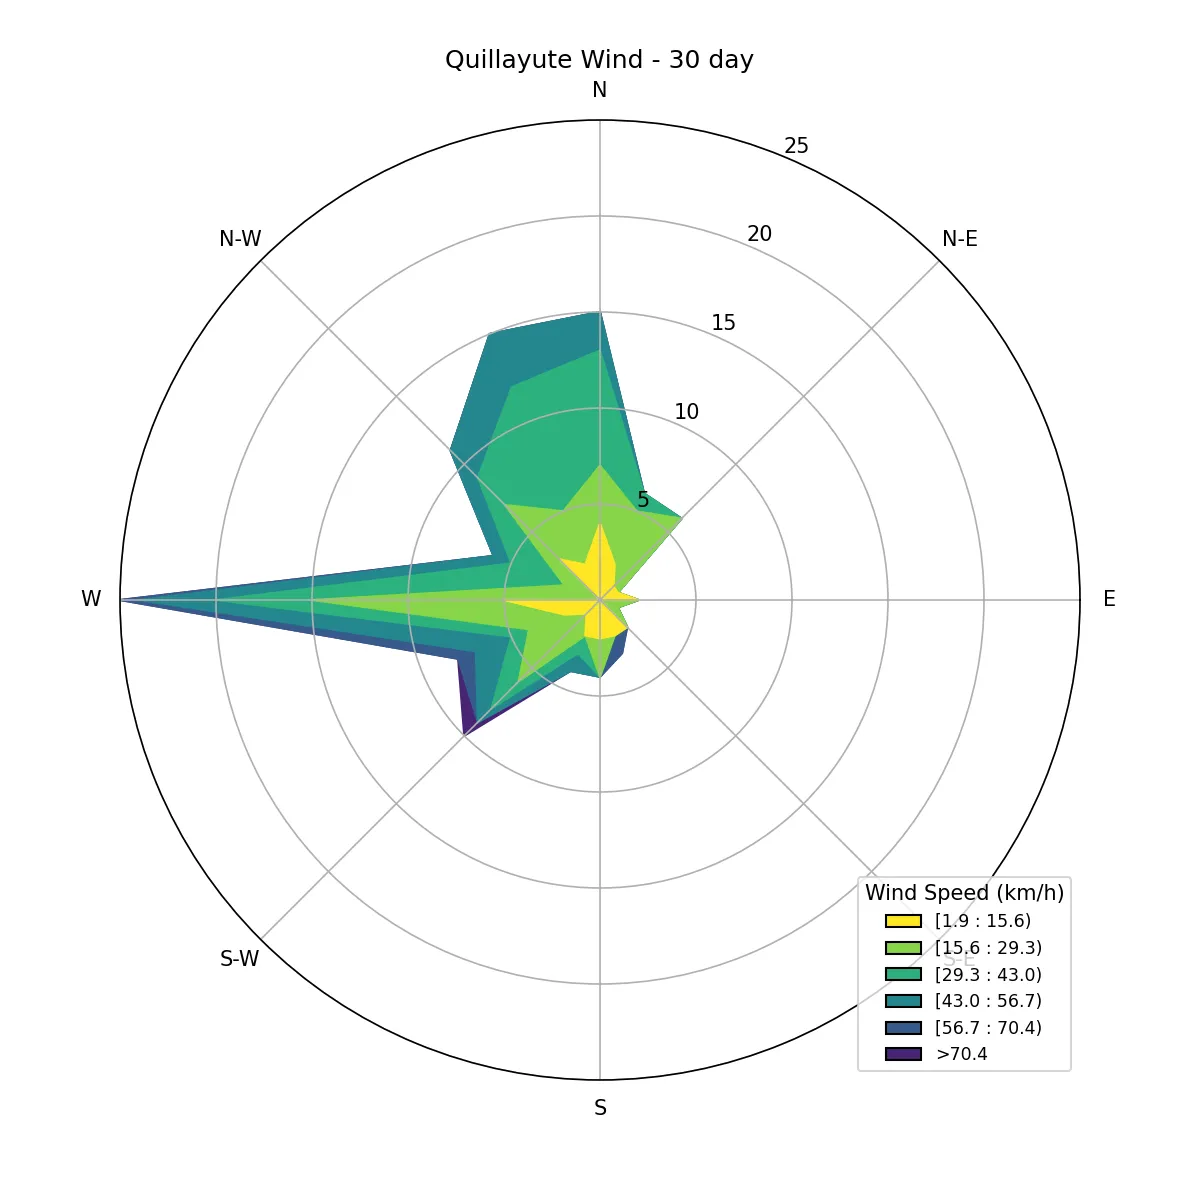 Quillayute Wind - 30 day
N
25
N-W
20
N-E
15
10
5
W
E
Wind Speed (km/h)
[1.9 : 15.6)
[15.6 : 29.3)
S-W
S-E
[29.3 : 43.0)
[43.0 : 56.7)
[56.7 : 70.4)
>70.4
S